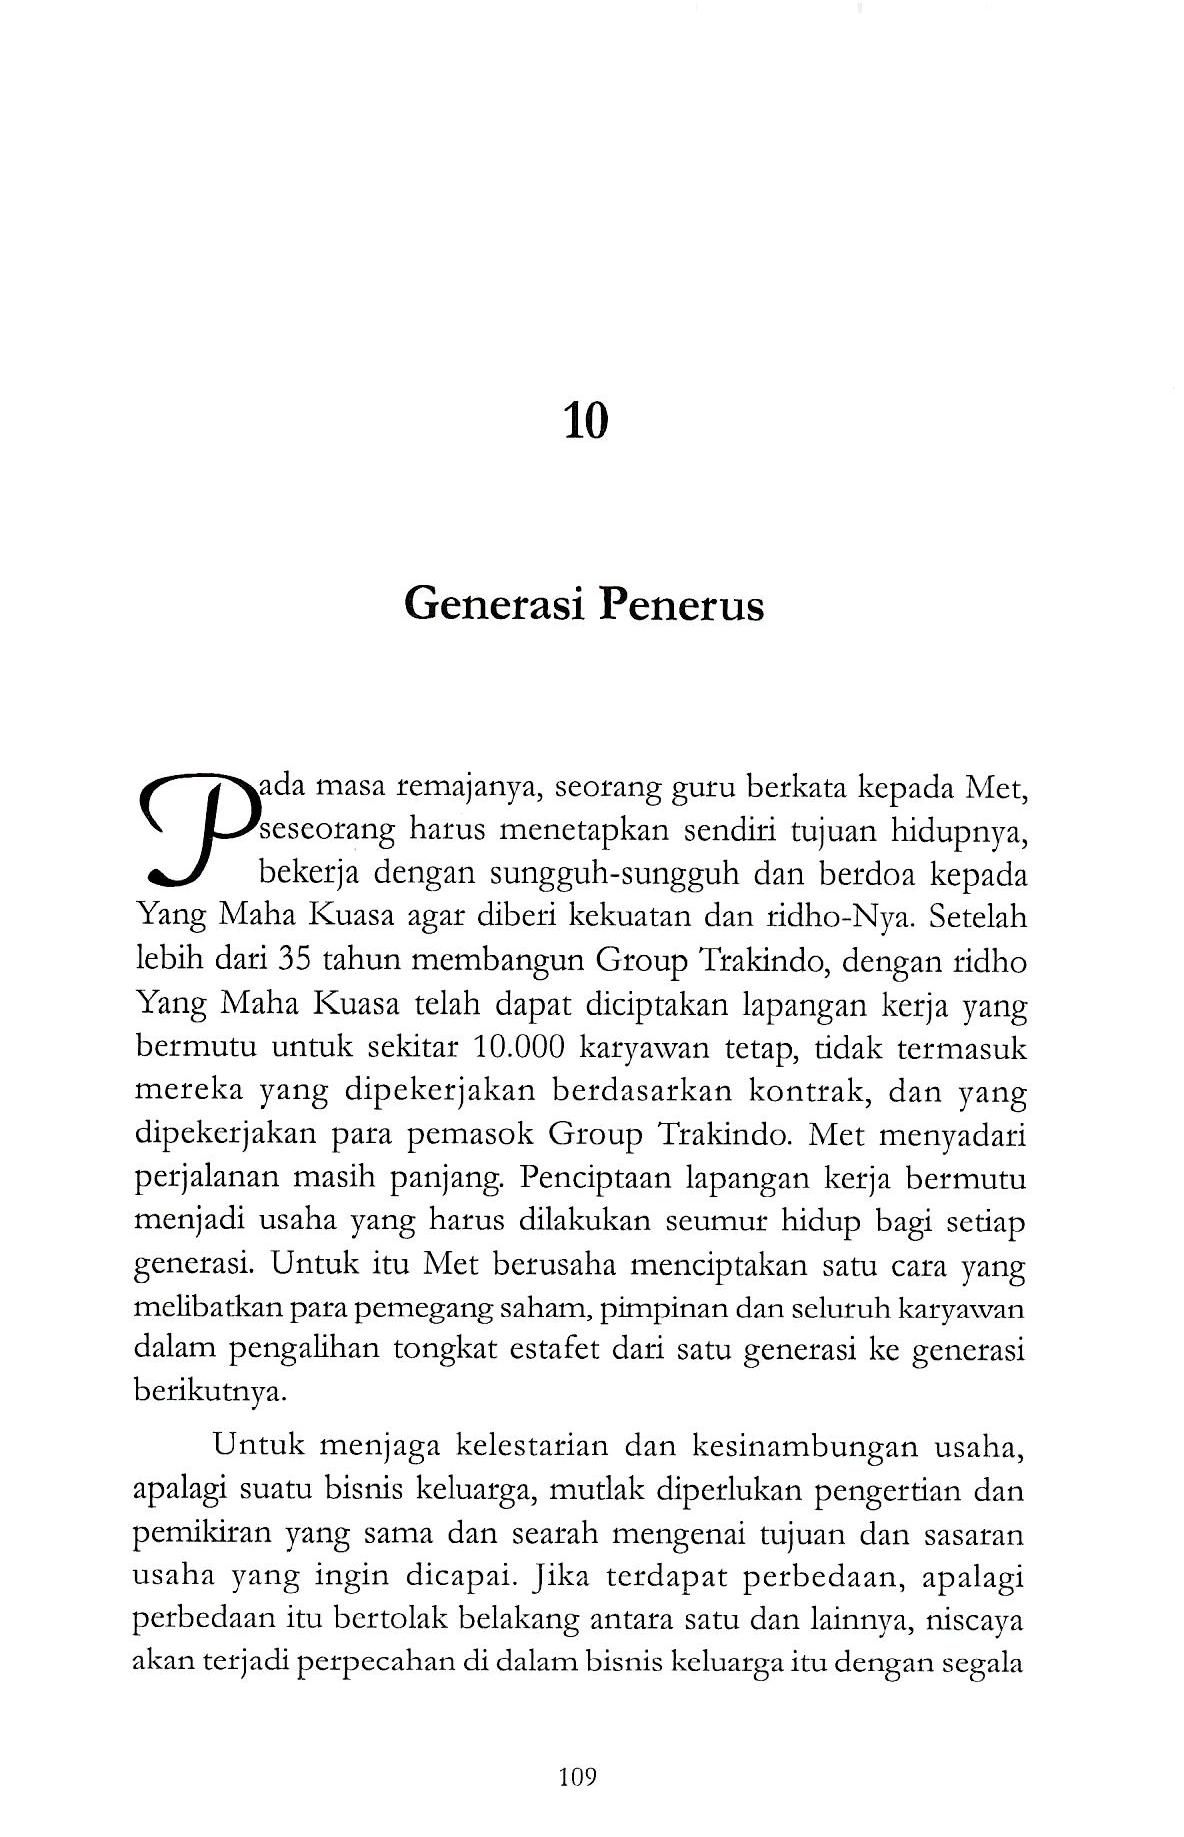 10
Generasi Penerus
Pada masa remajanya, seorang guru berkata kepada Met,
seseorang harus menetapkan sendiri tujuan hidupnya,
bekerja dengan sungguh-sungguh dan berdoa kepada
Yang Maha Kuasa agar diberi kekuatan dan ridho-Nya. Setelah
lebih dari 35 tahun membangun Group Trakindo, dengan ridho
Yang Maha Kuasa telah dapat diciptakan lapangan kerja yang
bermutu untuk sekitar 10.000 karyawan tetap, tidak termasuk
mereka yang dipekerjakan berdasarkan kontrak, dan yang
dipekerjakan para pemasok Group Trakindo. Met menyadari
perjalanan masih panjang. Penciptaan lapangan kerja bermutu
menjadi usaha yang harus dilakukan seumur hidup bagi setiap
generasi. Untuk itu Met berusaha menciptakan satu cara yang
melibatkan para pemegang saham, pimpinan dan seluruh karyawan
dalam pengalihan tongkat estafet dari satu generasi ke generasi
berikutnya.
Untuk menjaga kelestarian dan kesinambungan usaha,
apalagi suatu bisnis keluarga, mutlak diperlukan pengertian dan
pemikiran yang sama dan searah mengenai tujuan dan sasaran
usaha yang ingin dicapai. Jika terdapat perbedaan, apalagi
perbedaan itu bertolak belakang antara satu dan lainnya, niscaya
akan terjadi perpecahan di dalam bisnis keluarga itu dengan segala
109